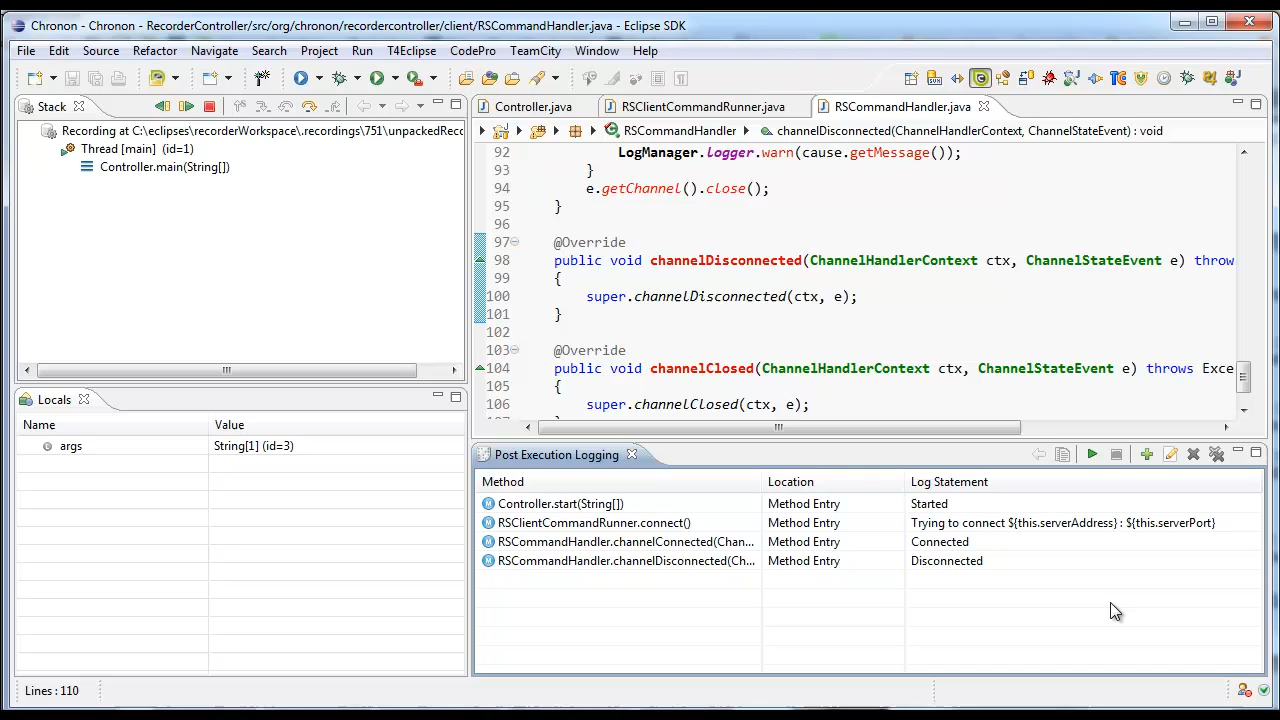 Chronon - Chronon - RecorderController/src/org/chronon/recordercontroller/client/RSCommandHandler.java - Eclipse SDK
File Edit Source Refactor Navigate Search Project Run T4Eclipse CodePro TeamCity Window Help
Stack
Recording at C:\eclipses\recorderWorkspace\.recordings\751\unpackedRecc
Thread [main] (id=1)
Controller.main(String[])
Controller.java RSClientCommandRunner.java RSCommandHandler.java
RSCommandHandler channelDisconnected(ChannelHandlerContext, ChannelStateEvent) : void
92 LogManager.logger.warn(cause.getMessage());
93 }
94 e.getChannel().close();
95 }
96
97 @Override
98 public void channelDisconnected(ChannelHandlerContext ctx, ChannelStateEvent e) throw
99 {
100 super.channelDisconnected(ctx, e);
101 }
102
103 @Override
104 public void channelClosed(ChannelHandlerContext ctx, ChannelStateEvent e) throws Exce
105 {
106 super.channelClosed(ctx, e);
Locals
Name Value
args String[1] (id=3)
Post Execution Logging
Method Location Log Statement
Controller.start(String[]) Method Entry Started
RSClientCommandRunner.connect() Method Entry Trying to connect ${this.serverAddress} : ${this.serverPort}
RSCommandHandler.channelConnected(Chan... Method Entry Connected
RSCommandHandler.channelDisconnected(Ch... Method Entry Disconnected
Lines : 110